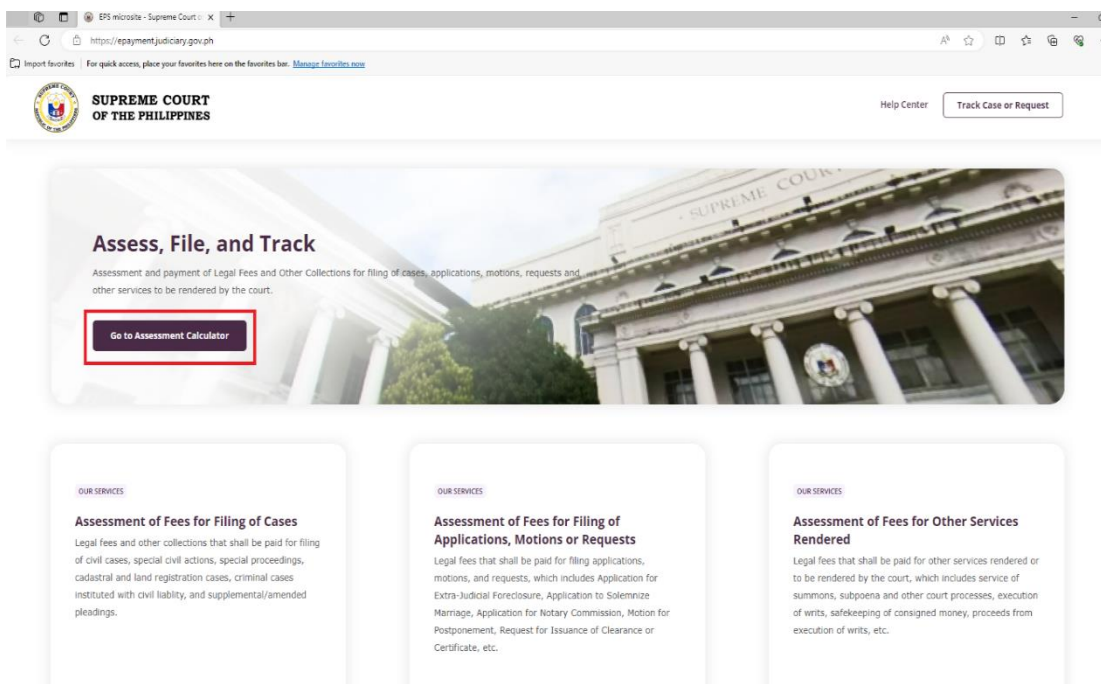 EPS microsite - Supreme Court o
https://epayment.judiciary.gov.ph
Import favorites
For quick access, place your favorites here on the favorites bar. Manage favorites now
SUPREME COURT
OF THE PHILIPPINES
Help Center
Track Case or Request
SUPREME COURT
Assess, File, and Track
Assessment and payment of Legal Fees and Other Collections for filing of cases, applications, motions, requests and
other services to be rendered by the court.
Go to Assessment Calculator
OUR SERVICES
Assessment of Fees for Filing of Cases
Legal fees and other collections that shall be paid for filing
of civil cases, special civil actions, special proceedings,
cadastral and land registration cases, criminal cases
instituted with civil liablity, and supplemental/amended
pleadings.
OUR SERVICES
Assessment of Fees for Filing of
Applications, Motions or Requests
Legal fees that shall be paid for filing applications,
motions, and requests, which includes Application for
Extra-Judicial Foreclosure, Application to Solemnize
Marriage, Application for Notary Commission, Motion for
Postponement, Request for Issuance of Clearance or
Certificate, etc.
OUR SERVICES
Assessment of Fees for Other Services
Rendered
Legal fees that shall be paid for other services rendered or
to be rendered by the court, which includes service of
summons, subpoena and other court processes, execution
of writs, safekeeping of consigned money, proceeds from
execution of writs, etc.